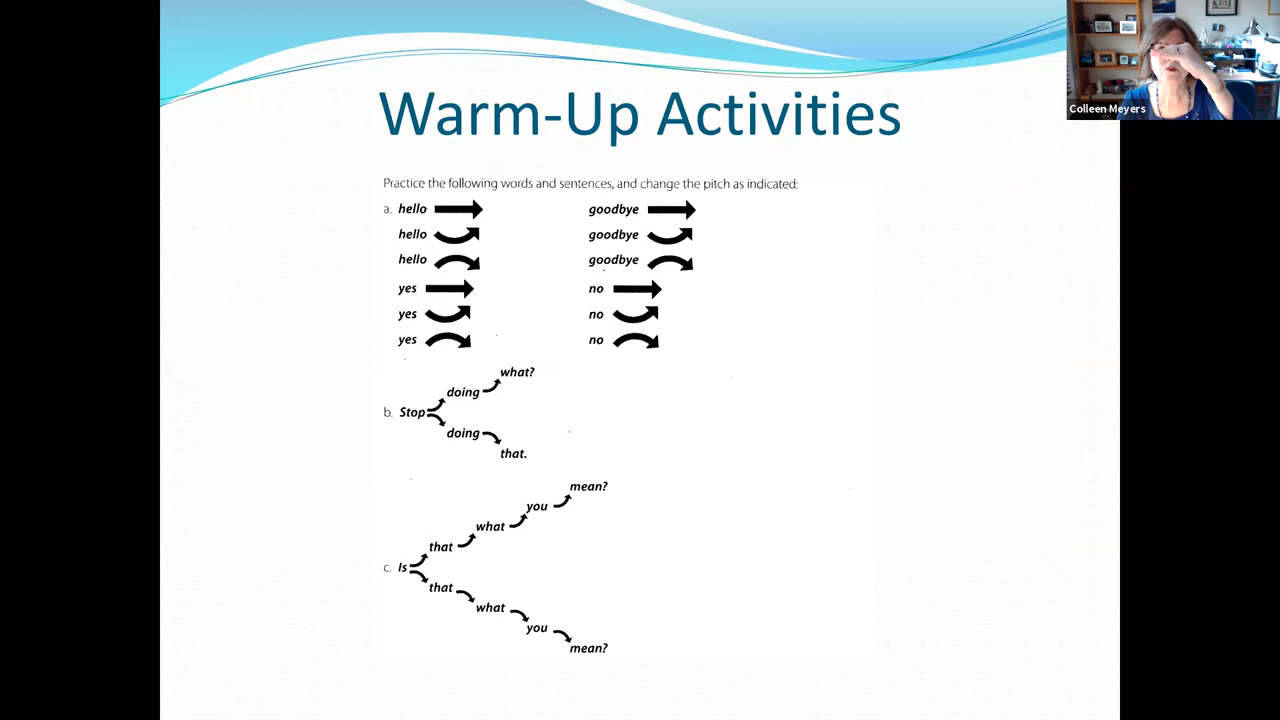 Colleen Meyers
Warm-Up Activities
Practice the following words and sentences, and change the pitch as indicated:
a. hello goodbye
hello goodbye
hello goodbye
yes no
yes no
yes no
what?
doing
b. Stop
doing
that.
mean?
you
what
that
c. Is
that
what
you
mean?